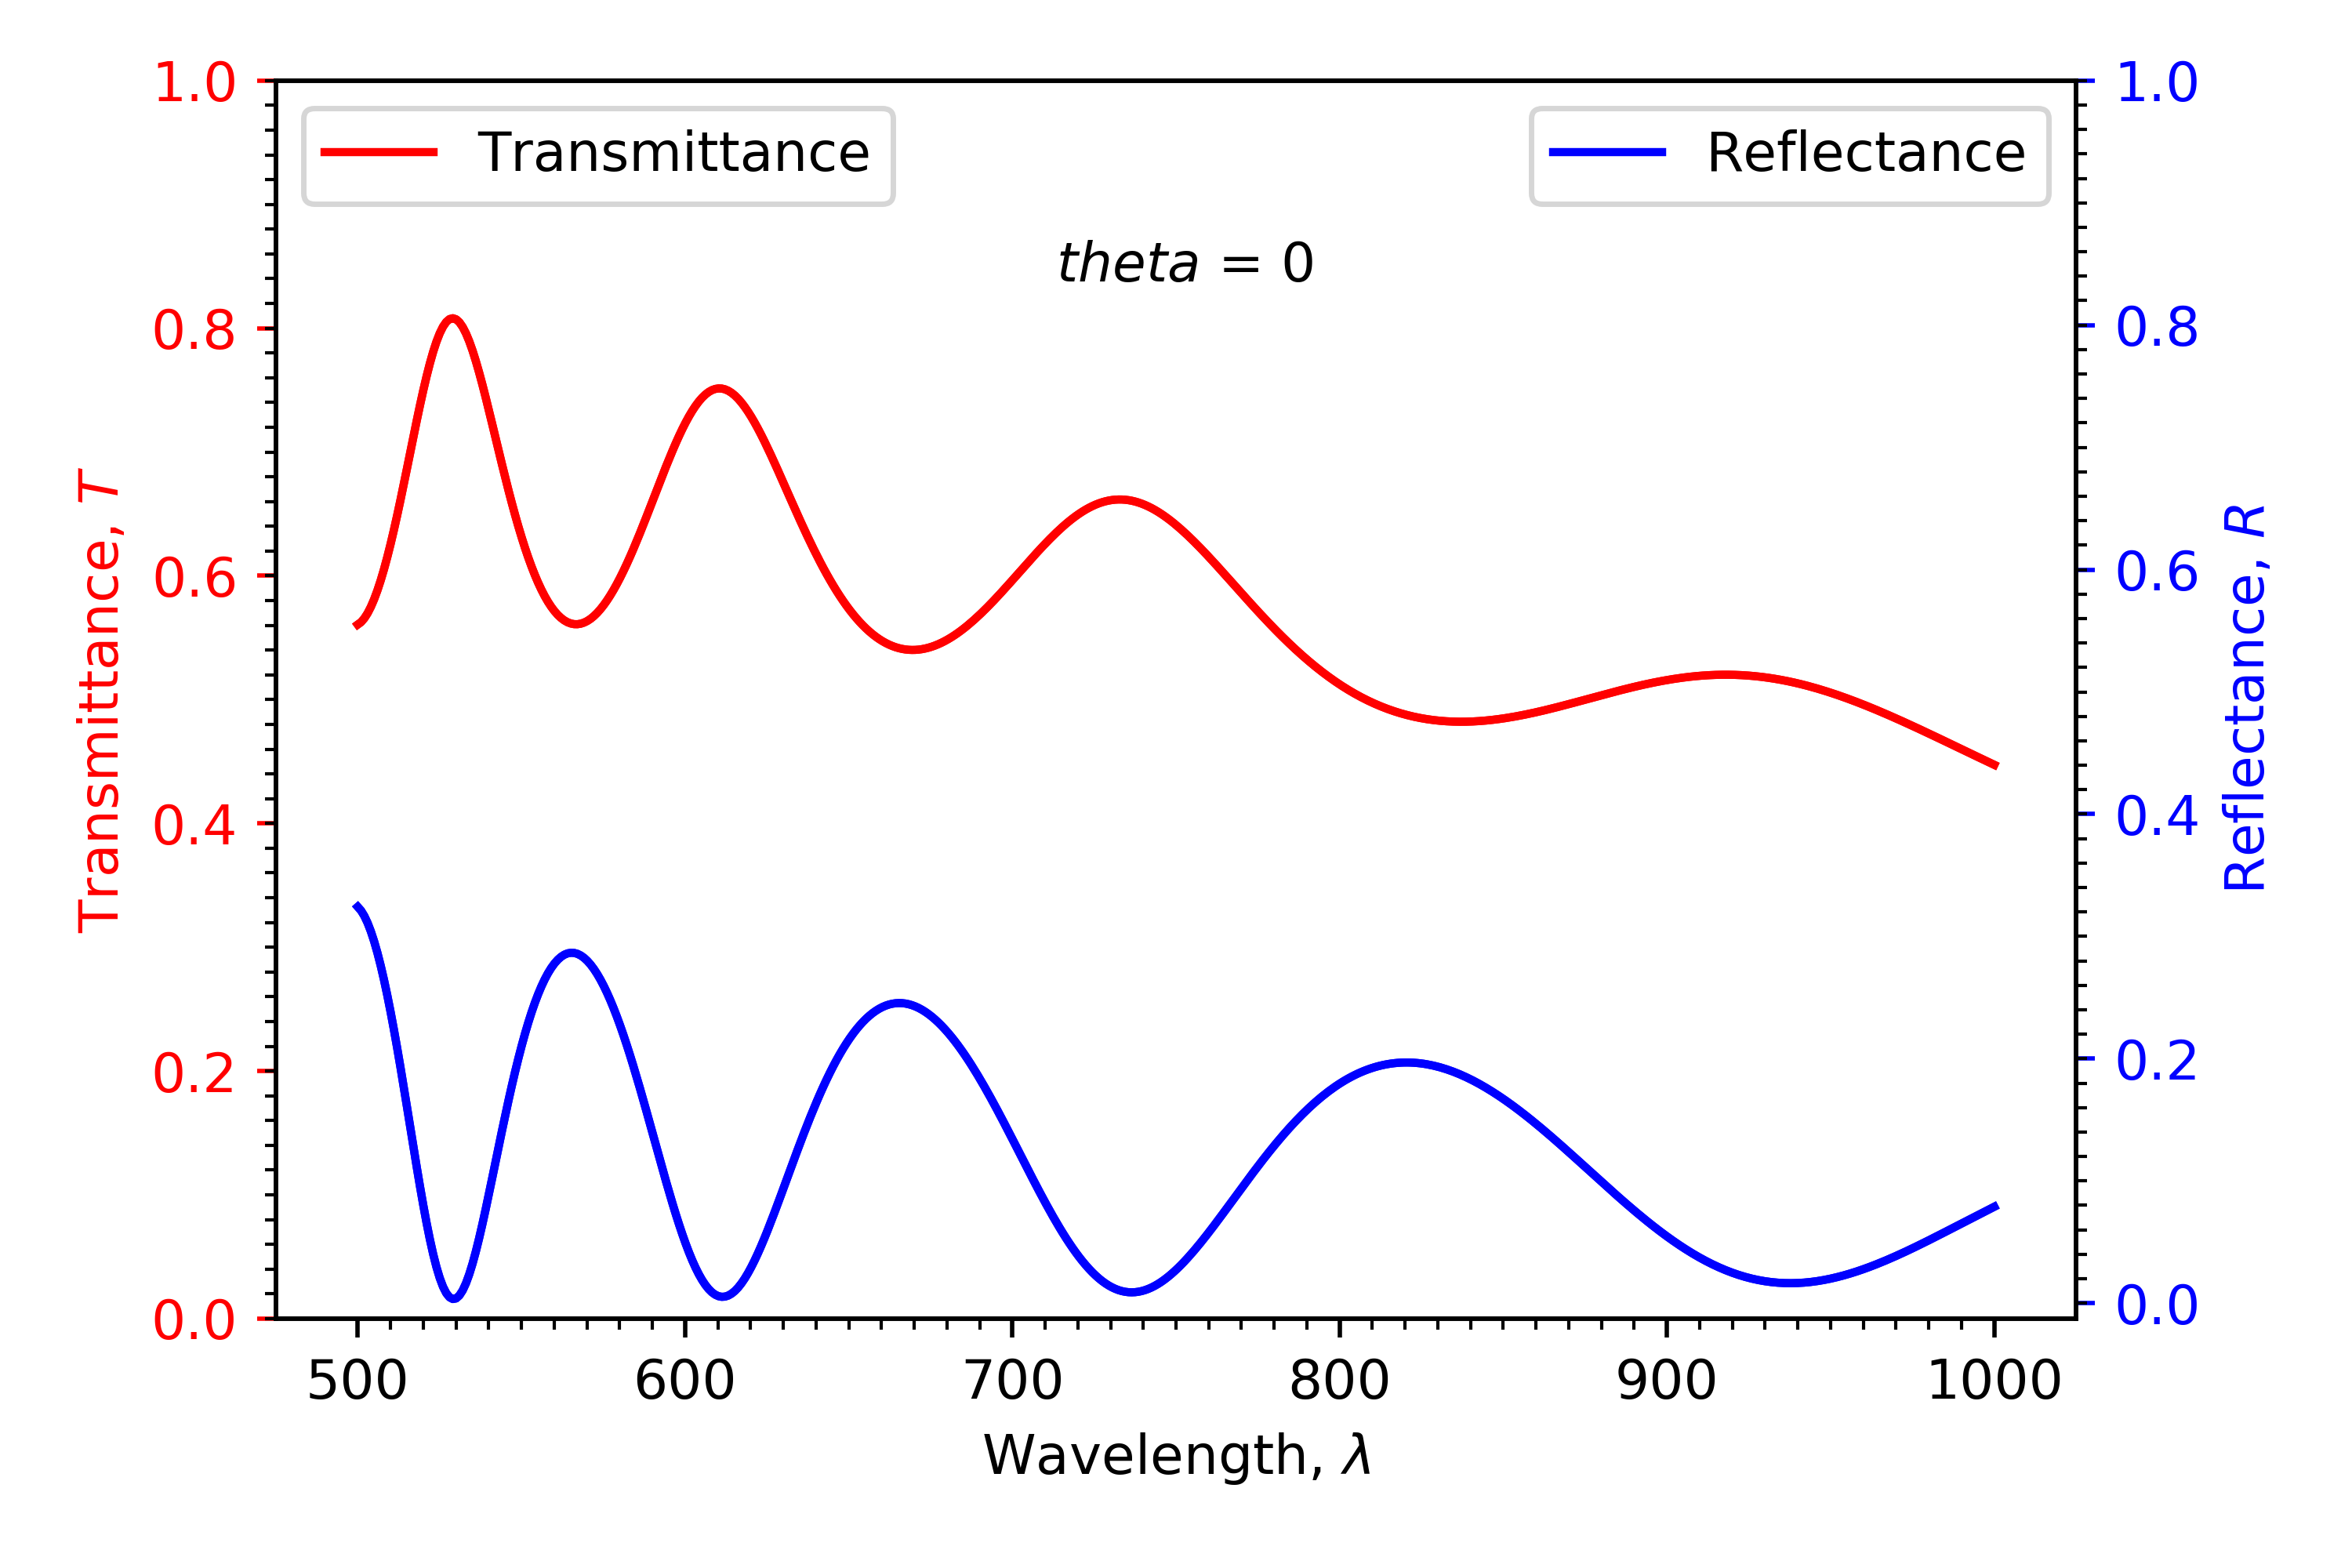 1.0
0.8
0.6
0.4
0.2
0.0
Transmittance, T
Transmittance
Reflectance
theta = 0
1.0
0.8
0.6
0.4
0.2
0.0
Reflectance, R
500 600 700 800 900 1000
Wavelength, λ